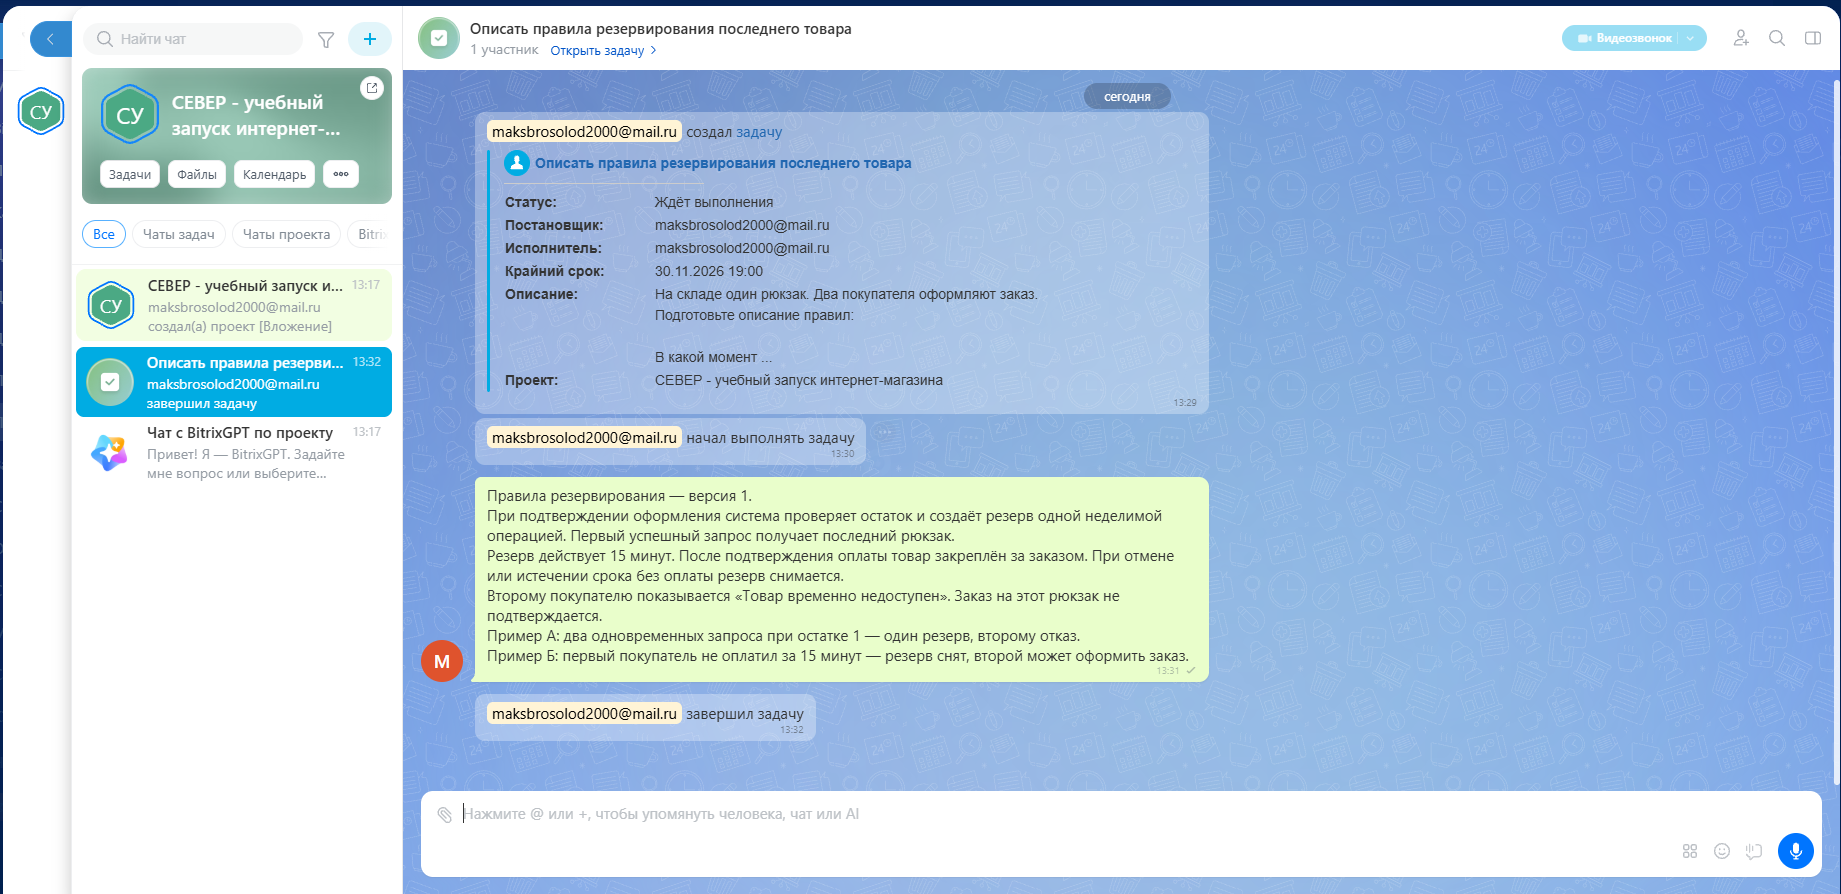 Найти чат
СУ
СУ
СЕВЕР - учебный
запуск интернет-...
Задачи
Файлы
Календарь
Все
Чаты задач
Чаты проекта
Bitrix
СУ
СЕВЕР - учебный запуск и...
13:17
maksbrosolod2000@mail.ru
создал(а) проект [Вложение]
Описать правила резерви...
13:32
maksbrosolod2000@mail.ru
завершил задачу
Чат с BitrixGPT по проекту
13:17
Привет! Я — BitrixGPT. Задайте
мне вопрос или выберите...
Описать правила резервирования последнего товара
1 участник Открыть задачу
Видеозвонок
сегодня
maksbrosolod2000@mail.ru создал задачу
Описать правила резервирования последнего товара
Статус: Ждёт выполнения
Постановщик: maksbrosolod2000@mail.ru
Исполнитель: maksbrosolod2000@mail.ru
Крайний срок: 30.11.2026 19:00
Описание: На складе один рюкзак. Два покупателя оформляют заказ.
Подготовьте описание правил:
В какой момент ...
Проект: СЕВЕР - учебный запуск интернет-магазина
13:29
maksbrosolod2000@mail.ru начал выполнять задачу
13:30
Правила резервирования — версия 1.
При подтверждении оформления система проверяет остаток и создаёт резерв одной неделимой
операцией. Первый успешный запрос получает последний рюкзак.
Резерв действует 15 минут. После подтверждения оплаты товар закреплён за заказом. При отмене
или истечении срока без оплаты резерв снимается.
Второму покупателю показывается «Товар временно недоступен». Заказ на этот рюкзак не
подтверждается.
Пример А: два одновременных запроса при остатке 1 — один резерв, второму отказ.
Пример Б: первый покупатель не оплатил за 15 минут — резерв снят, второй может оформить заказ.
13:31
М
maksbrosolod2000@mail.ru завершил задачу
13:32
Нажмите @ или +, чтобы упомянуть человека, чат или AI